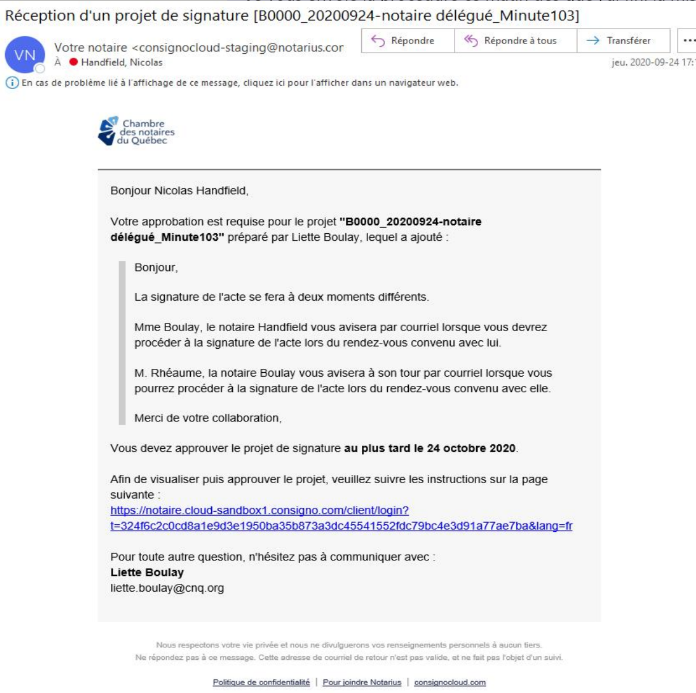 Réception d'un projet de signature [B0000_20200924-notaire délégué_Minute103]
VN
Votre notaire <consignocloud-staging@notarius.cor
À Handfield, Nicolas
Répondre
Répondre à tous
Transférer
jeu. 2020-09-24 17:
En cas de problème lié à l'affichage de ce message, cliquez ici pour l'afficher dans un navigateur web.
Chambre
des notaires
du Québec
Bonjour Nicolas Handfield,
Votre approbation est requise pour le projet "B0000_20200924-notaire
délégué_Minute103" préparé par Liette Boulay, lequel a ajouté :
Bonjour,
La signature de l'acte se fera à deux moments différents.
Mme Boulay, le notaire Handfield vous avisera par courriel lorsque vous devrez
procéder à la signature de l'acte lors du rendez-vous convenu avec lui.
M. Rhéaume, la notaire Boulay vous avisera à son tour par courriel lorsque vous
pourrez procéder à la signature de l'acte lors du rendez-vous convenu avec elle.
Merci de votre collaboration,
Vous devez approuver le projet de signature au plus tard le 24 octobre 2020.
Afin de visualiser puis approuver le projet, veuillez suivre les instructions sur la page
suivante :
https://notaire.cloud-sandbox1.consigno.com/client/login?
t=324f6c2c0cd8a1e9d3e1950ba35b873a3dc45541552fdc79bc4e3d91a77ae7ba&lang=fr
Pour toute autre question, n'hésitez pas à communiquer avec :
Liette Boulay
liette.boulay@cnq.org
Nous respectons votre vie privée et nous ne divulguerons vos renseignements personnels à aucun tiers.
Ne répondez pas à ce message. Cette adresse de courriel de retour n'est pas valide, et ne fait pas l'objet d'un suivi.
Politique de confidentialité | Pour joindre Notarius | consignocloud.com